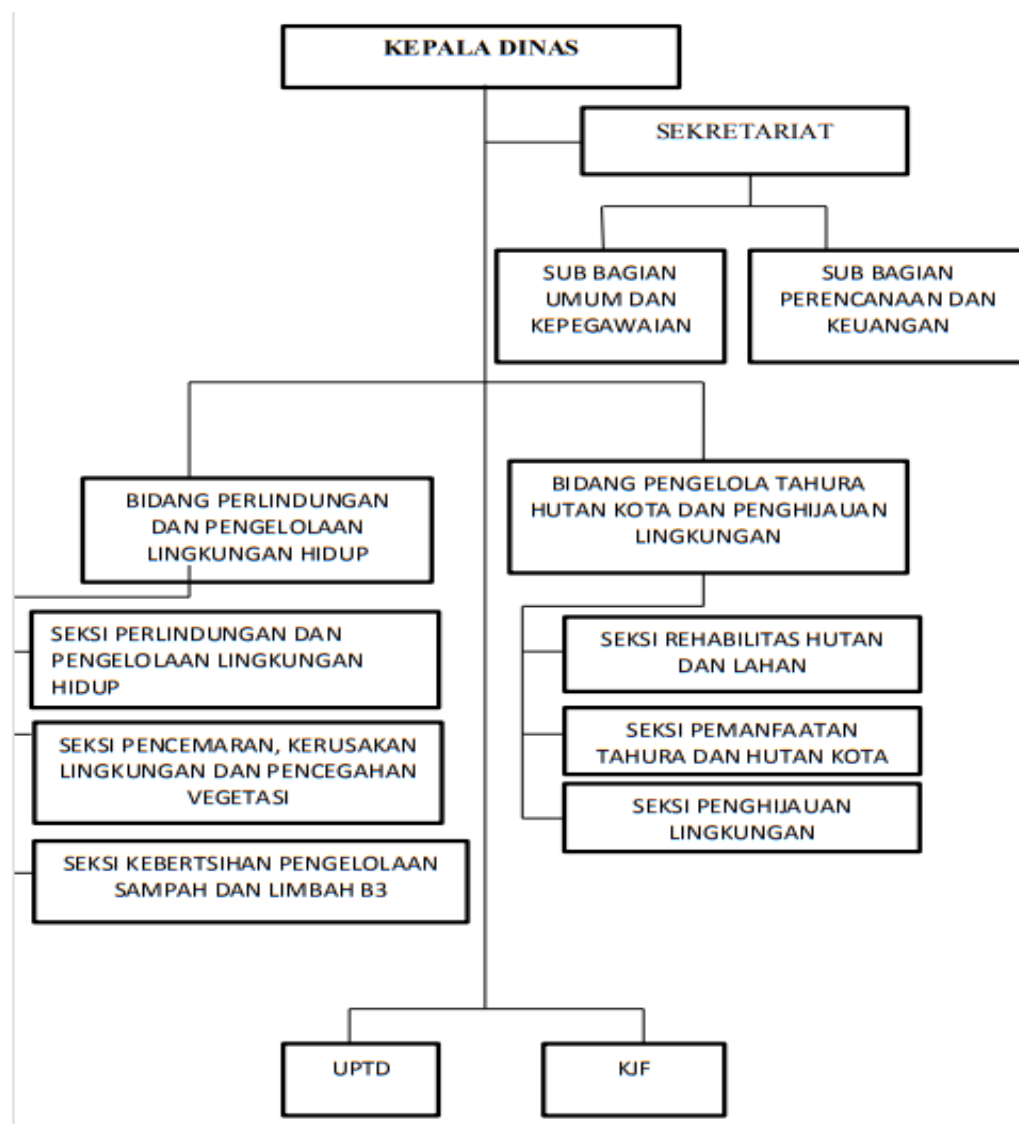 KEPALA DINAS
SEKRETARIAT
SUB BAGIAN
UMUM DAN
KEPEGAWAIAN
SUB BAGIAN
PERENCANAAN DAN
KEUANGAN
BIDANG PERLINDUNGAN
DAN PENGELOLAAN
LINGKUNGAN HIDUP
BIDANG PENGELOLA TAHURA
HUTAN KOTA DAN PENGHIJAUAN
LINGKUNGAN
SEKSI PERLINDUNGAN DAN
PENGELOLAAN LINGKUNGAN
HIDUP
SEKSI PENCEMARAN, KERUSAKAN
LINGKUNGAN DAN PENCEGAHAN
VEGETASI
SEKSI KEBERTSIHAN PENGELOLAAN
SAMPAH DAN LIMBAH B3
SEKSI REHABILITAS HUTAN
DAN LAHAN
SEKSI PEMANFAATAN
TAHURA DAN HUTAN KOTA
SEKSI PENGHIJAUAN
LINGKUNGAN
UPTD
KJF